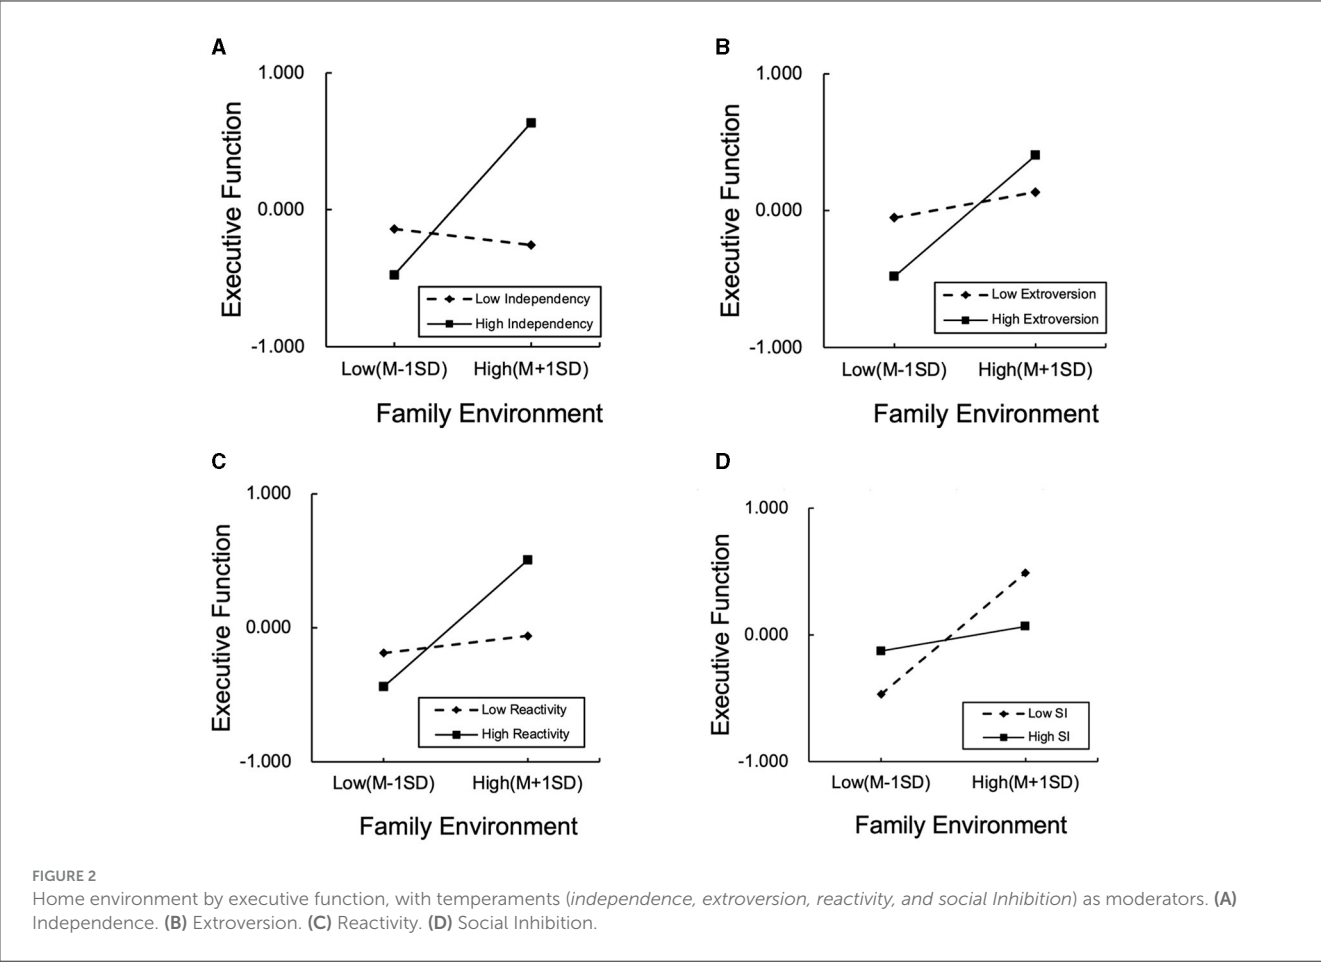 A
1.000
0.000
-1.000
Executive Function
Low Independency
High Independency
Low(M-1SD) High(M+1SD)
Family Environment
B
1.000
0.000
-1.000
Executive Function
Low Extroversion
High Extroversion
Low(M-1SD) High(M+1SD)
Family Environment
C
1.000
0.000
-1.000
Executive Function
Low Reactivity
High Reactivity
Low(M-1SD) High(M+1SD)
Family Environment
D
1.000
0.000
-1.000
Executive Function
Low SI
High SI
Low(M-1SD) High(M+1SD)
Family Environment
FIGURE 2
Home environment by executive function, with temperaments (independence, extroversion, reactivity, and social Inhibition) as moderators. (A)
Independence. (B) Extroversion. (C) Reactivity. (D) Social Inhibition.